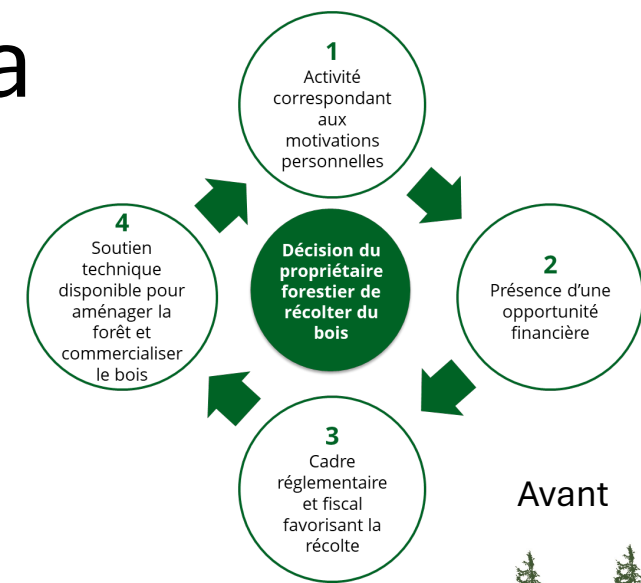 a
1
Activité
correspondant
aux
motivations
personnelles
2
Présence d’une
opportunité
financière
3
Cadre
réglementaire
et fiscal
favorisant la
récolte
4
Soutien
technique
disponible pour
aménager la
forêt et
commercialiser
le bois
Décision du
propriétaire
forestier de
récolter du
bois
Avant